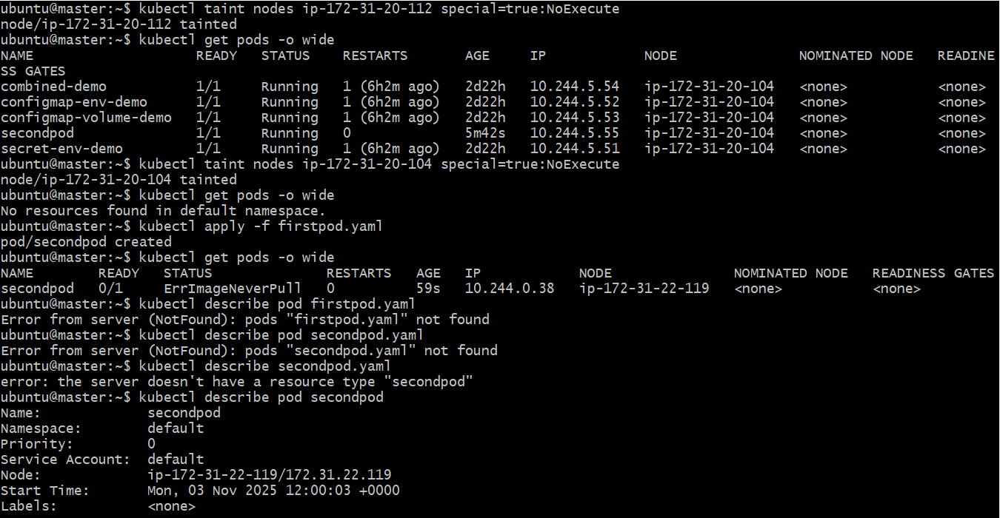 ubuntu@master:~$ kubectl taint nodes ip-172-31-20-112 special=true:NoExecute
node/ip-172-31-20-112 tainted
ubuntu@master:~$ kubectl get pods -o wide
NAME                    READY   STATUS    RESTARTS       AGE     IP            NODE               NOMINATED NODE   READINE
SS GATES
combined-demo           1/1     Running   1 (6h2m ago)   2d22h   10.244.5.54   ip-172-31-20-104   <none>           <none>
configmap-env-demo      1/1     Running   1 (6h2m ago)   2d22h   10.244.5.52   ip-172-31-20-104   <none>           <none>
configmap-volume-demo   1/1     Running   1 (6h2m ago)   2d22h   10.244.5.53   ip-172-31-20-104   <none>           <none>
secondpod               1/1     Running   0              5m42s   10.244.5.55   ip-172-31-20-104   <none>           <none>
secret-env-demo         1/1     Running   1 (6h2m ago)   2d22h   10.244.5.51   ip-172-31-20-104   <none>           <none>
ubuntu@master:~$ kubectl taint nodes ip-172-31-20-104 special=true:NoExecute
node/ip-172-31-20-104 tainted
ubuntu@master:~$ kubectl get pods -o wide
No resources found in default namespace.
ubuntu@master:~$ kubectl apply -f firstpod.yaml
pod/secondpod created
ubuntu@master:~$ kubectl get pods -o wide
NAME        READY   STATUS              RESTARTS   AGE   IP            NODE               NOMINATED NODE   READINESS GATES
secondpod   0/1     ErrImageNeverPull   0          59s   10.244.0.38   ip-172-31-22-119   <none>           <none>
ubuntu@master:~$ kubectl describe pod firstpod.yaml
Error from server (NotFound): pods "firstpod.yaml" not found
ubuntu@master:~$ kubectl describe pod secondpod.yaml
Error from server (NotFound): pods "secondpod.yaml" not found
ubuntu@master:~$ kubectl describe secondpod.yaml
error: the server doesn't have a resource type "secondpod"
ubuntu@master:~$ kubectl describe pod secondpod
Name:             secondpod
Namespace:        default
Priority:         0
Service Account:  default
Node:             ip-172-31-22-119/172.31.22.119
Start Time:       Mon, 03 Nov 2025 12:00:03 +0000
Labels:           <none>